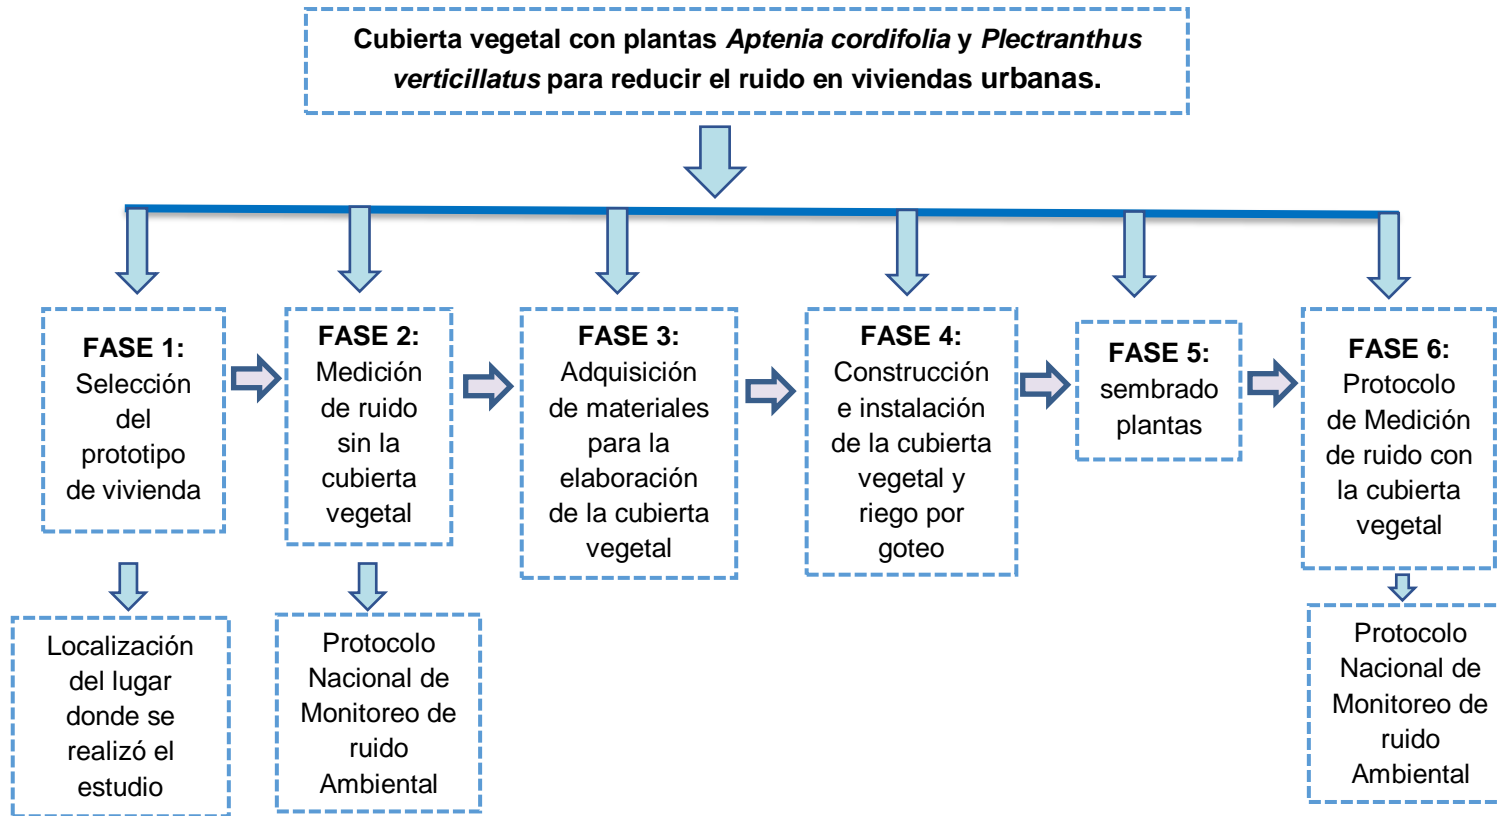 Cubierta vegetal con plantas Aptenia cordifolia y Plectranthus
verticillatus para reducir el ruido en viviendas urbanas.
FASE 1:
Selección
del
prototipo
de vivienda
FASE 2:
Medición
de ruido
sin la
cubierta
vegetal
FASE 3:
Adquisición
de materiales
para la
elaboración
de la cubierta
vegetal
FASE 4:
Construcción
e instalación
de la cubierta
vegetal y
riego por
goteo
FASE 5:
sembrado
plantas
FASE 6:
Protocolo
de Medición
de ruido con
la cubierta
vegetal
Localización
del lugar
donde se
realizó el
estudio
Protocolo
Nacional de
Monitoreo de
ruido
Ambiental
Protocolo
Nacional de
Monitoreo de
ruido
Ambiental